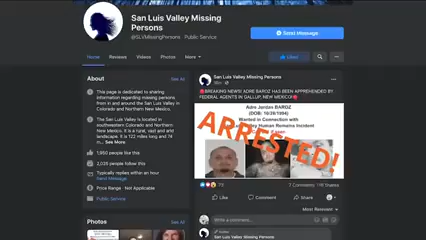 San Luis Valley Missing
Persons
@SLVMissingPersons · Public Service
Send Message
Home
Reviews
Videos
Photos
More
Liked
About
See All
This page is dedicated to sharing
information regarding missing persons
from in and around the San Luis Valley in
Colorado and Northern New Mexico.
The San Luis Valley is located in
southwestern Colorado and Northern
New Mexico. It is a rural, vast and arid
landscape. It is 122 miles long and 74
m... See More
1,950 people like this
2,025 people follow this
Typically replies within an hour
Send Message
Price Range · Not Applicable
Public Service
Photos
See All
San Luis Valley Missing Persons
BREAKING NEWS! ADRE BAROZ HAS BEEN APPREHENDED BY
FEDERAL AGENTS IN GALLUP, NEW MEXICO!
Adre Jordan BAROZ
Wanted in Connection with
Human Remains Incident
ARRESTED!
73
7 Comments
Shares
Like
Comment
Share
Most Relevant
Write a comment...
Author
San Luis Valley Missing Persons